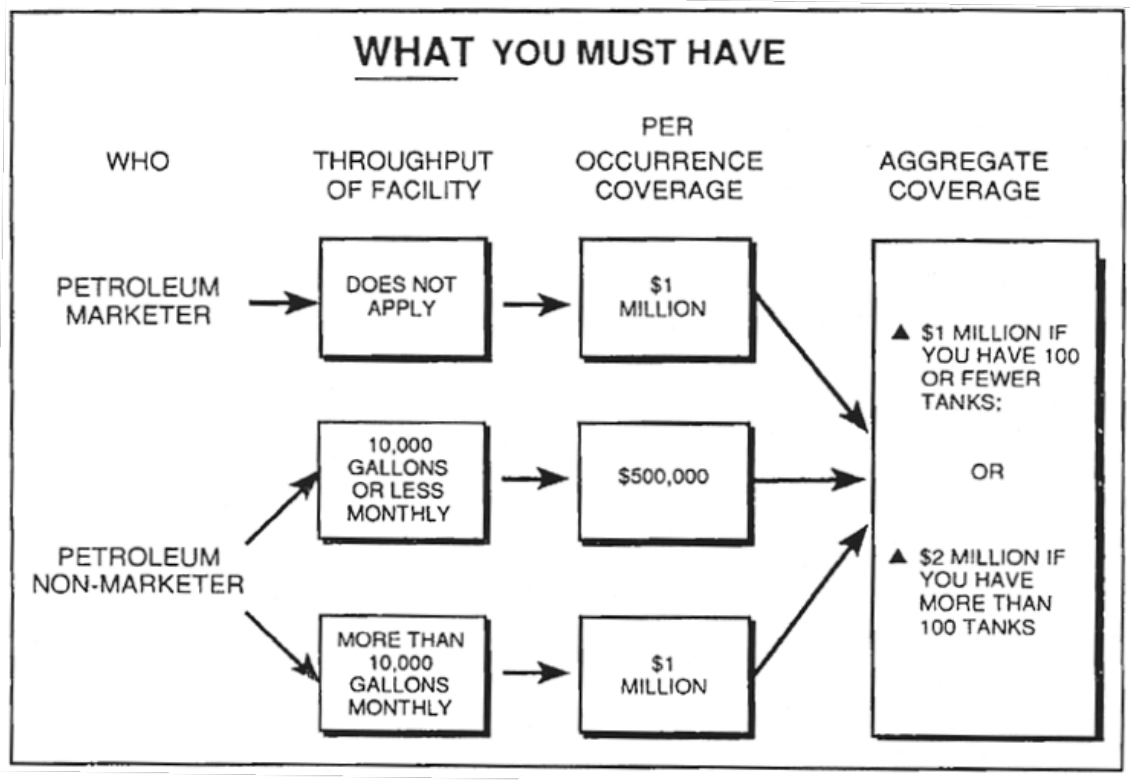 WHAT YOU MUST HAVE
WHO
THROUGHPUT
OF FACILITY
PER
OCCURRENCE
COVERAGE
AGGREGATE
COVERAGE
PETROLEUM
MARKETER
DOES NOT
APPLY
$1
MILLION
PETROLEUM
NON-MARKETER
10,000
GALLONS
OR LESS
MONTHLY
$500,000
MORE THAN
10,000
GALLONS
MONTHLY
$1
MILLION
▲ $1 MILLION IF
YOU HAVE 100
OR FEWER
TANKS;
OR
▲ $2 MILLION IF
YOU HAVE
MORE THAN
100 TANKS